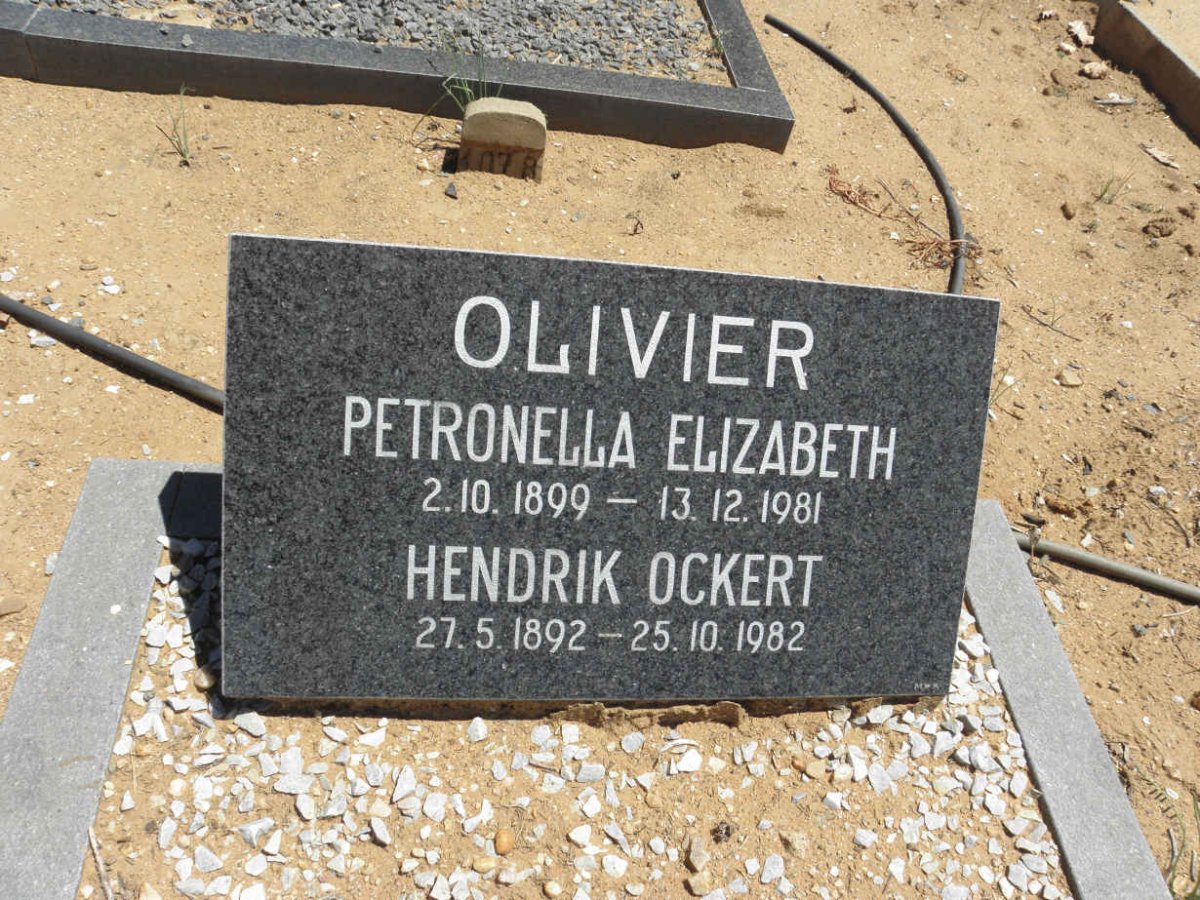 OLIVIER
PETRONELLA ELIZABETH
2.10.1899 – 13.12.1981
HENDRIK OCKERT
27.5.1892 – 25.10.1982